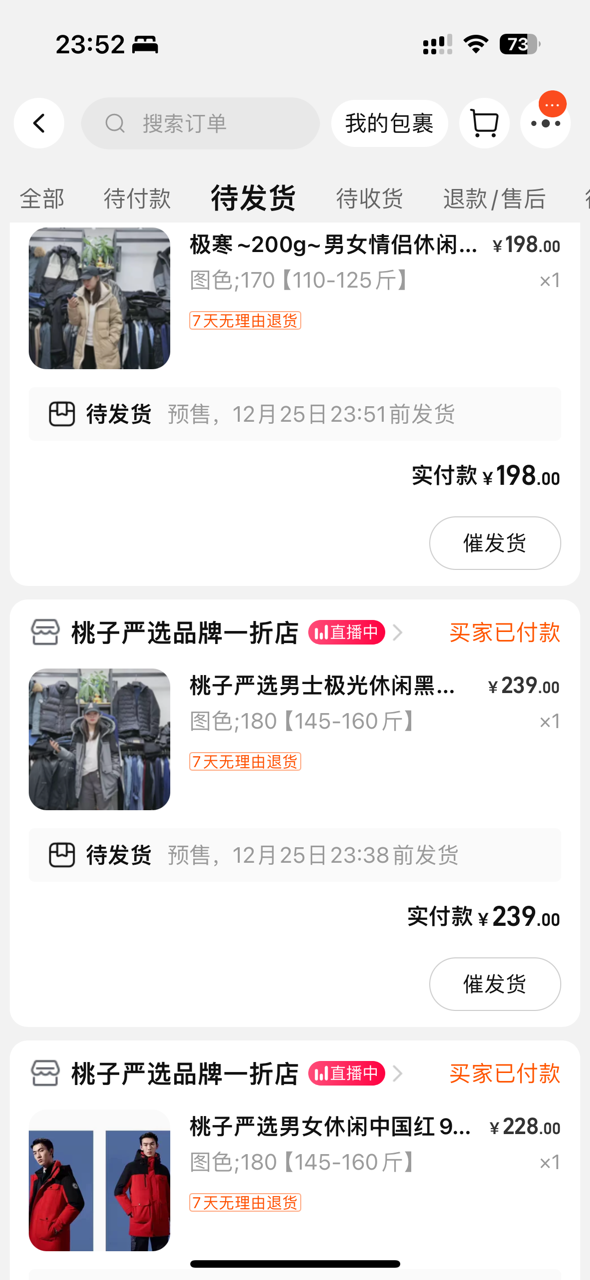 23:52
73
搜索订单
我的包裹
全部 待付款 待发货 待收货 退款/售后
极寒~200g~男女情侣休闲... ¥198.00
图色;170【110-125斤】 ×1
7天无理由退货
待发货 预售，12月25日23:51前发货
实付款¥198.00
催发货
桃子严选品牌一折店 直播中 买家已付款
桃子严选男士极光休闲黑... ¥239.00
图色;180【145-160斤】 ×1
7天无理由退货
待发货 预售，12月25日23:38前发货
实付款¥239.00
催发货
桃子严选品牌一折店 直播中 买家已付款
桃子严选男女休闲中国红9... ¥228.00
图色;180【145-160斤】 ×1
7天无理由退货